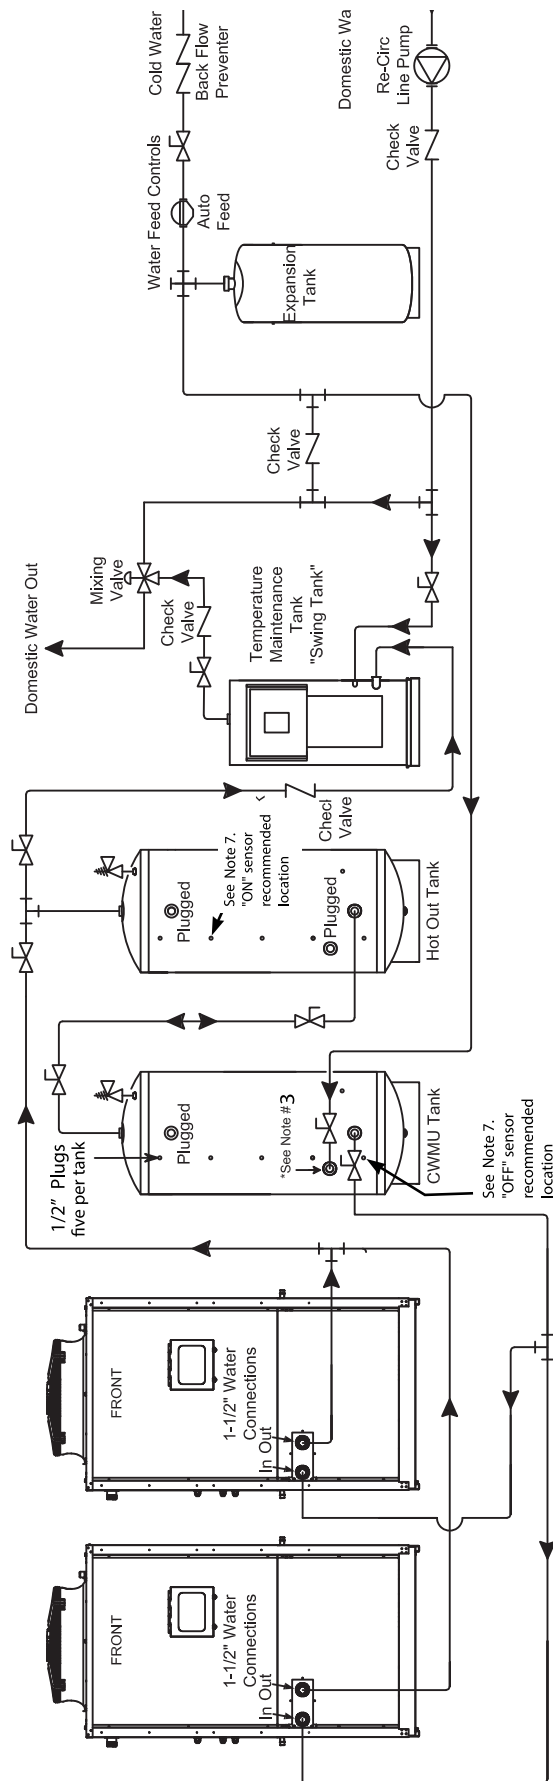 Cold Water
Back Flow
Preventer
Water Feed Controls
Auto
Feed
Domestic Wa
Re-Circ
Line Pump
Check
Valve
Expansion
Tank
Check
Valve
Domestic Water Out
Mixing
Valve
Check
Valve
Temperature
Maintenance
Tank
"Swing Tank"
Valve
Plugged
See Note 7.
"ON" sensor
recommended
location
Plugged
Hot Out Tank
1/2" Plugs
five per tank
Plugged
*See Note #3
CWMU Tank
See Note 7.
"OFF" sensor
recommended
location
FRONT
1-1/2" Water
Connections
In Out
FRONT
1-1/2" Water
Connections
In Out